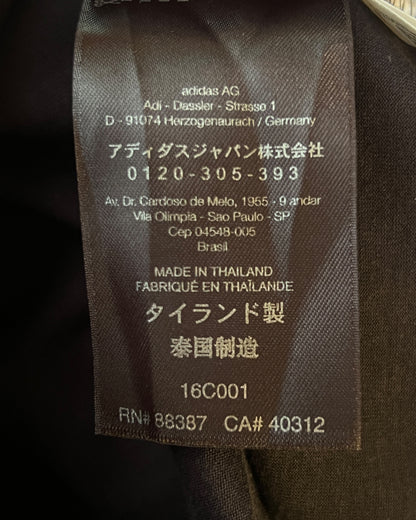 adidas AG
Adi - Dassler - Strasse 1
D - 91074 Herzogenaurach / Germany
アディダスジャパン株式会社
0120-305-393
Av. Dr. Cardoso de Melo, 1955 - 9 andar
Vila Olimpia - Sao Paulo - SP
Cep 04548-005
Brasil
MADE IN THAILAND
FABRIQUÉ EN THAÏLANDE
タイランド製
泰国制造
16C001
RN# 88387 CA# 40312